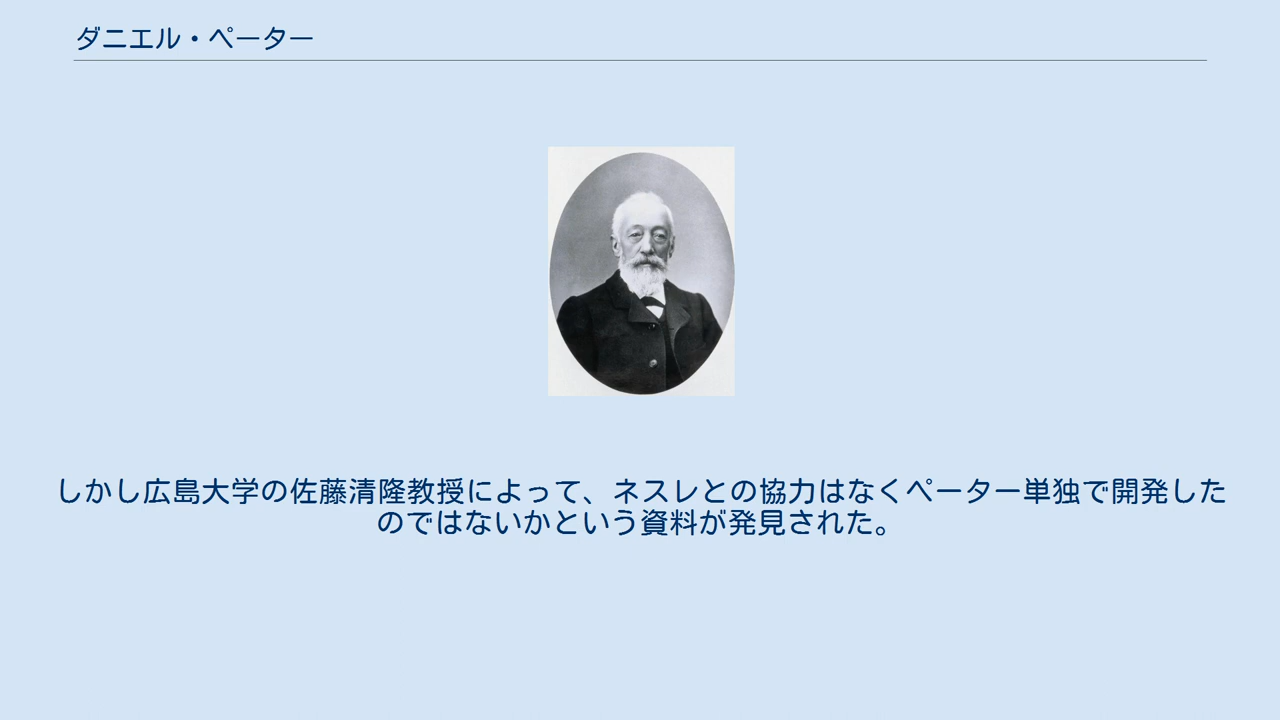 ダニエル・ペーター
しかし広島大学の佐藤清隆教授によって、ネスレとの協力はなくペーター単独で開発した
のではないかという資料が発見された。